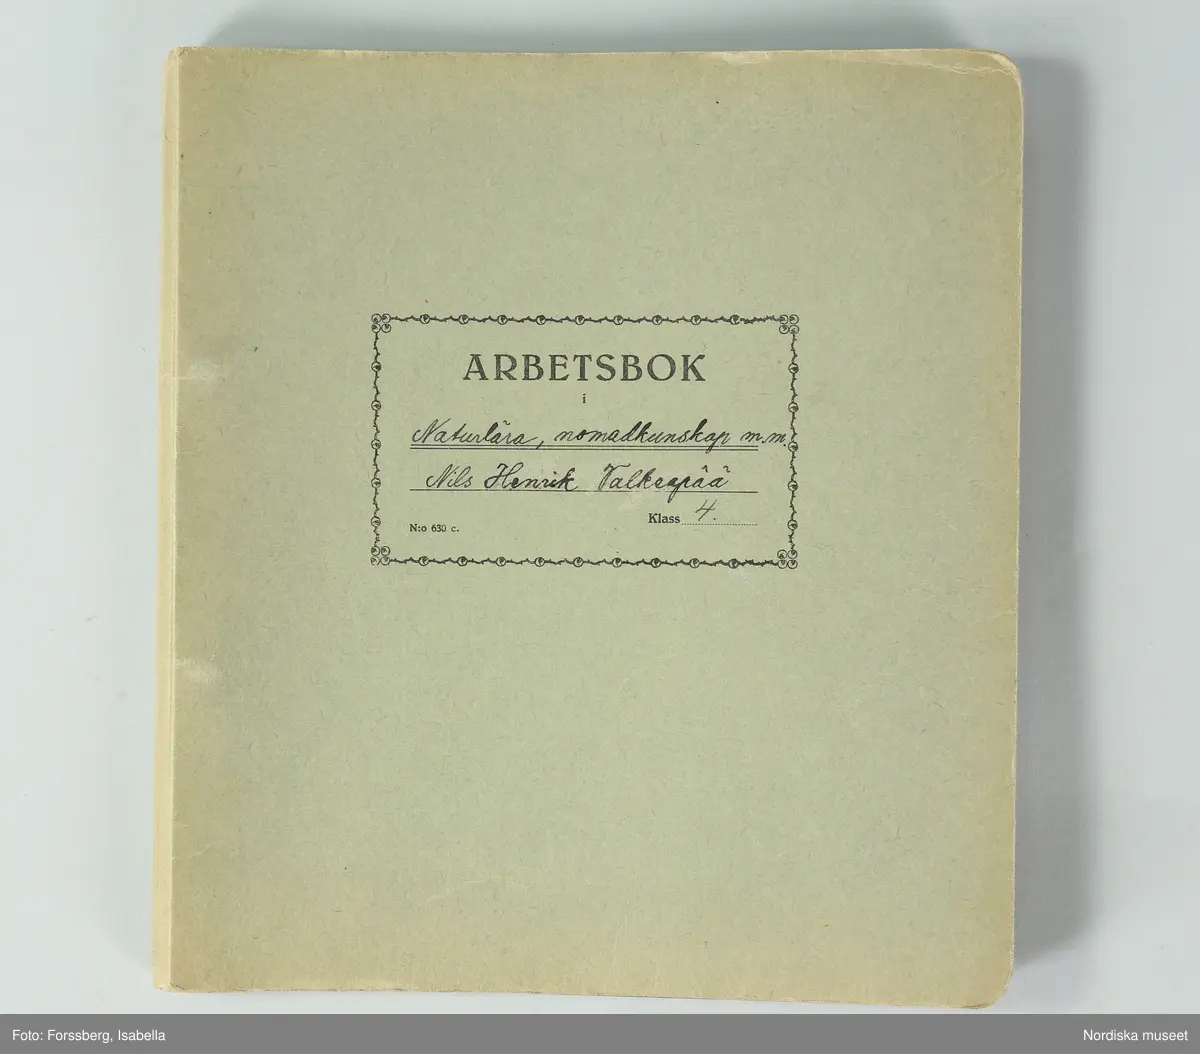 ARBETSBOK
i
Naturlära, nomadkunskap m.m.
Nils Henrik Valkeapää
Klass 4.
N:o 630 c.
Foto: Forssberg, Isabella
Nordiska museet